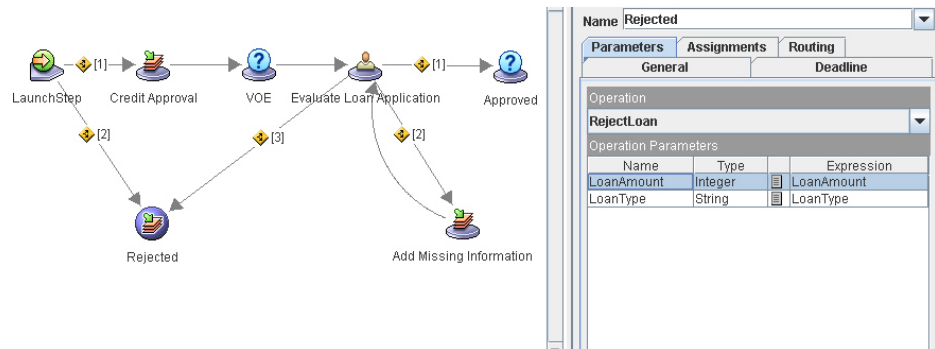 Name Rejected
Parameters Assignments Routing
General Deadline
Operation
RejectLoan
Operation Parameters
Name Type Expression
LoanAmount Integer LoanAmount
LoanType String LoanType
[1] [1]
LaunchStep Credit Approval VOE Evaluate Loan Application Approved
[2] [3] [2]
Rejected Add Missing Information